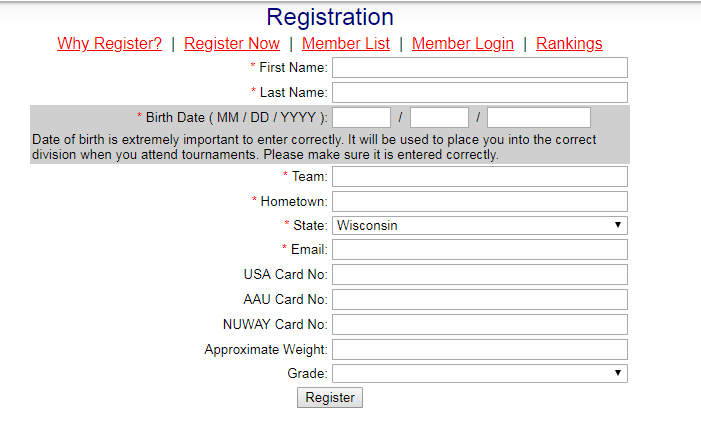 Registration
Why Register? | Register Now | Member List | Member Login | Rankings
* First Name:
* Last Name:
* Birth Date ( MM / DD / YYYY ): / /
Date of birth is extremely important to enter correctly. It will be used to place you into the correct
division when you attend tournaments. Please make sure it is entered correctly.
* Team:
* Hometown:
* State: Wisconsin
* Email:
USA Card No:
AAU Card No:
NUWAY Card No:
Approximate Weight:
Grade:
Register